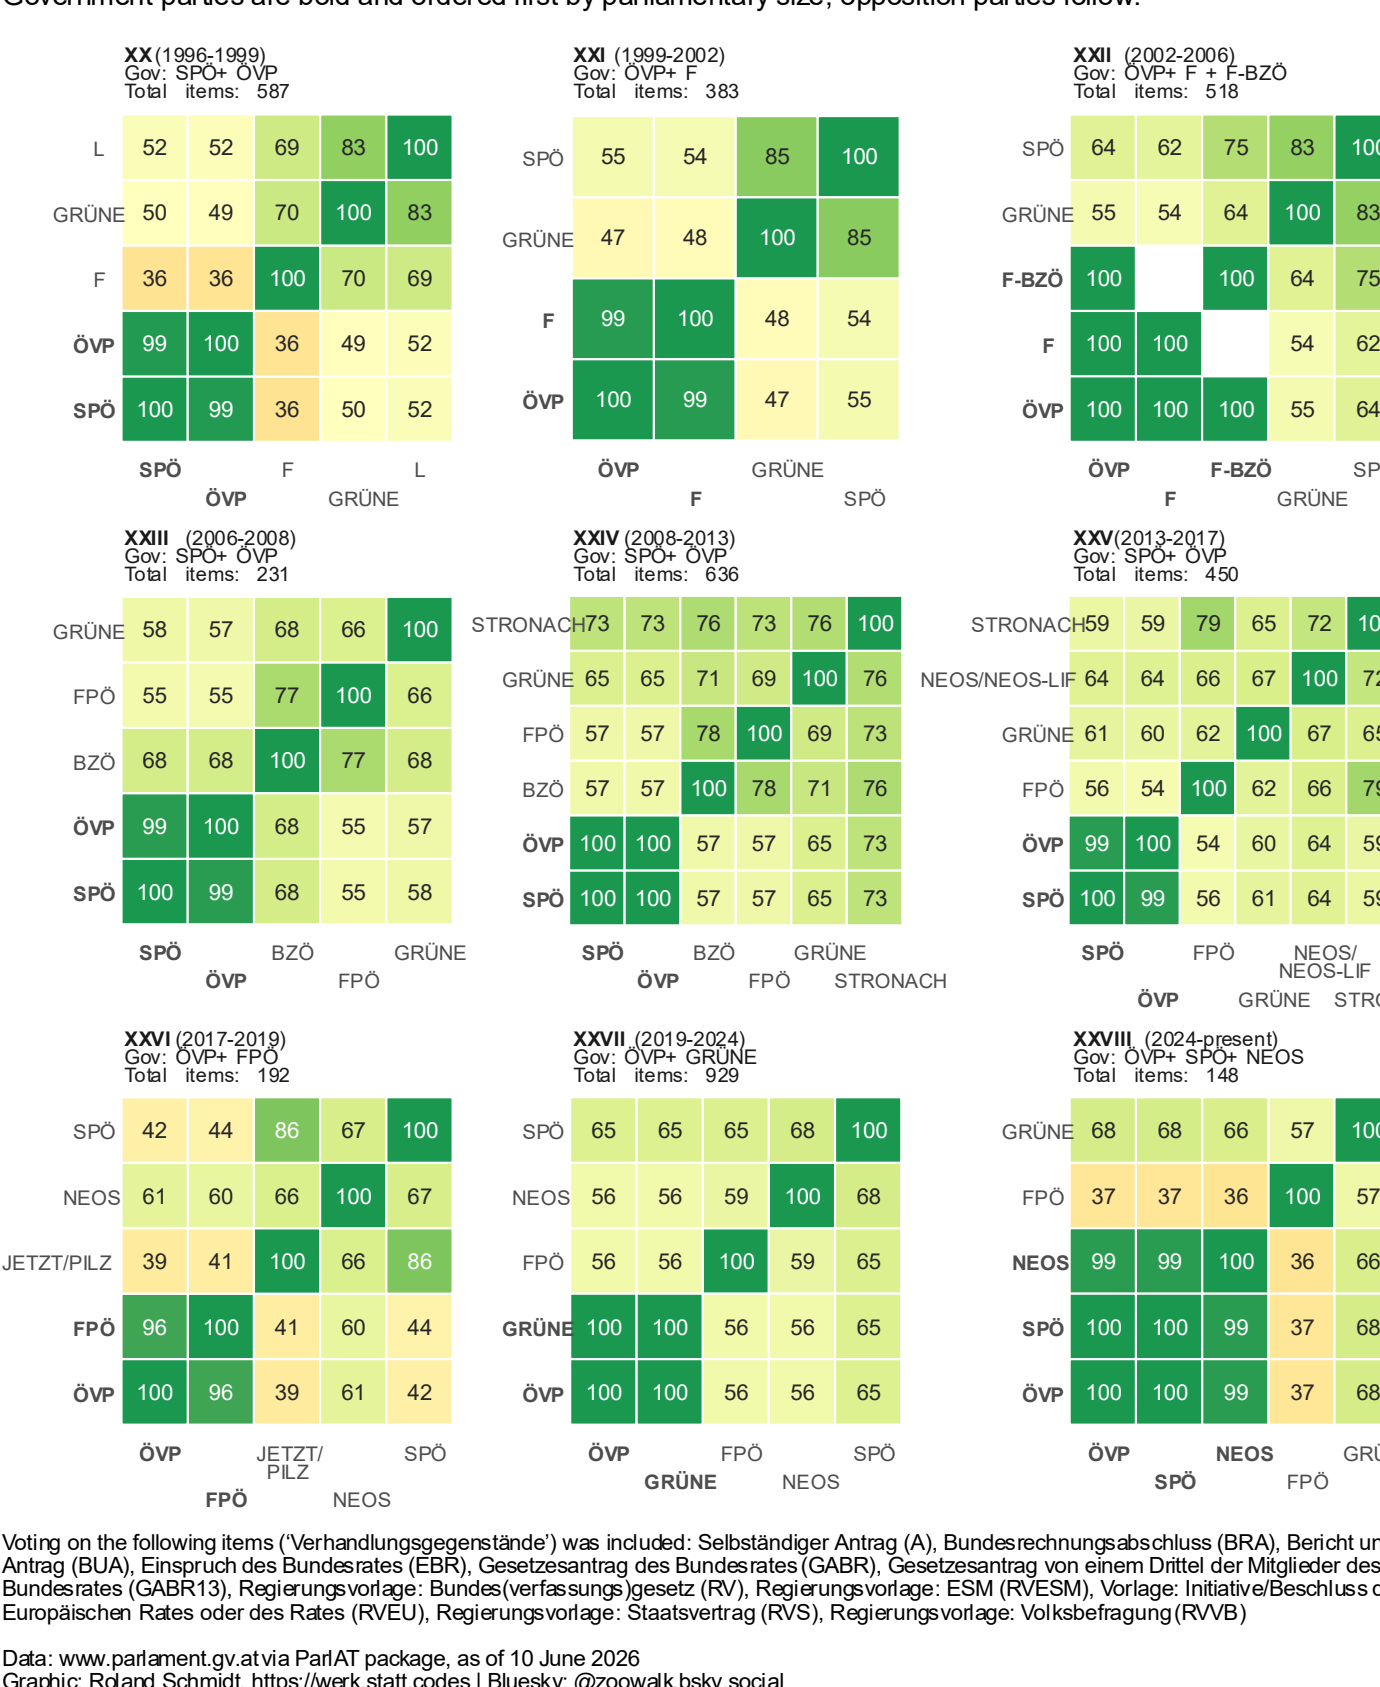 Government parties are bold and ordered first by parliamentary size; opposition parties follow.
XX (1996-1999)
Gov: SPÖ+ ÖVP
Total items: 587
L 52 52 69 83 100
GRÜNE 50 49 70 100 83
F 36 36 100 70 69
ÖVP 99 100 36 49 52
SPÖ 100 99 36 50 52
SPÖ F L
ÖVP GRÜNE
XXI (1999-2002)
Gov: ÖVP+ F
Total items: 383
SPÖ 55 54 85 100
GRÜNE 47 48 100 85
F 99 100 48 54
ÖVP 100 99 47 55
ÖVP GRÜNE
F SPÖ
XXII (2002-2006)
Gov: ÖVP+ F + F-BZÖ
Total items: 518
SPÖ 64 62 75 83 100
GRÜNE 55 54 64 100 83
F-BZÖ 100 100 64 75
F 100 100 54 62
ÖVP 100 100 100 55 64
ÖVP F-BZÖ SP
F GRÜNE
XXIII (2006-2008)
Gov: SPÖ+ ÖVP
Total items: 231
GRÜNE 58 57 68 66 100
FPÖ 55 55 77 100 66
BZÖ 68 68 100 77 68
ÖVP 99 100 68 55 57
SPÖ 100 99 68 55 58
SPÖ BZÖ GRÜNE
ÖVP FPÖ
XXIV (2008-2013)
Gov: SPÖ+ ÖVP
Total items: 636
STRONACH 73 73 76 73 76 100
GRÜNE 65 65 71 69 100 76
FPÖ 57 57 78 100 69 73
BZÖ 57 57 100 78 71 76
ÖVP 100 100 57 57 65 73
SPÖ 100 100 57 57 65 73
SPÖ BZÖ GRÜNE
ÖVP FPÖ STRONACH
XXV (2013-2017)
Gov: SPÖ+ ÖVP
Total items: 450
STRONACH 59 59 79 65 72 10
NEOS/NEOS-LIF 64 64 66 67 100 72
GRÜNE 61 60 62 100 67 65
FPÖ 56 54 100 62 66 79
ÖVP 99 100 54 60 64 59
SPÖ 100 99 56 61 64 59
SPÖ FPÖ NEOS/
NEOS-LIF
ÖVP GRÜNE STRO
XXVI (2017-2019)
Gov: ÖVP+ FPÖ
Total items: 192
SPÖ 42 44 86 67 100
NEOS 61 60 66 100 67
JETZT/PILZ 39 41 100 66 86
FPÖ 96 100 41 60 44
ÖVP 100 96 39 61 42
ÖVP JETZT/ SPÖ
PILZ
FPÖ NEOS
XXVII (2019-2024)
Gov: ÖVP+ GRÜNE
Total items: 929
SPÖ 65 65 65 68 100
NEOS 56 56 59 100 68
FPÖ 56 56 100 59 65
GRÜNE 100 100 56 56 65
ÖVP 100 100 56 56 65
ÖVP FPÖ SPÖ
GRÜNE NEOS
XXVIII (2024-present)
Gov: ÖVP+ SPÖ+ NEOS
Total items: 148
GRÜNE 68 68 66 57 100
FPÖ 37 37 36 100 57
NEOS 99 99 100 36 66
SPÖ 100 100 99 37 68
ÖVP 100 100 99 37 68
ÖVP NEOS GRÜ
SPÖ FPÖ
Voting on the following items (‘Verhandlungsgegenstände’) was included: Selbständiger Antrag (A), Bundesrechnungsabschluss (BRA), Bericht un
Antrag (BUA), Einspruch des Bundesrates (EBR), Gesetzesantrag des Bundesrates (GABR), Gesetzesantrag von einem Drittel der Mitglieder des
Bundesrates (GABR13), Regierungsvorlage: Bundes(verfassungs)gesetz (RV), Regierungsvorlage: ESM (RVESM), Vorlage: Initiative/Beschluss d
Europäischen Rates oder des Rates (RVEU), Regierungsvorlage: Staatsvertrag (RVS), Regierungsvorlage: Volksbefragung (RVVB)
Data: www.parlament.gv.at via ParlAT package, as of 10 June 2026
Graphic: Roland Schmidt, https://werk.statt.codes | Bluesky: @zoowalk.bsky.social